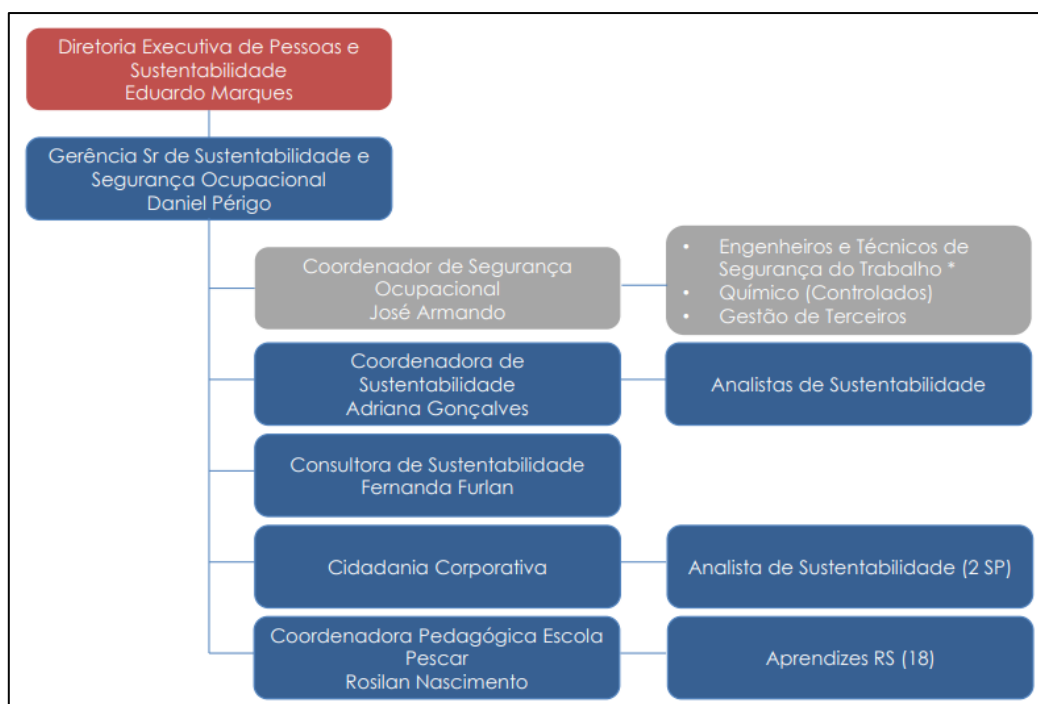 Diretoria Executiva de Pessoas e
Sustentabilidade
Eduardo Marques
Gerência Sr de Sustentabilidade e
Segurança Ocupacional
Daniel Périgo
Coordenador de Segurança
Ocupacional
José Armando
• Engenheiros e Técnicos de
Segurança do Trabalho *
• Químico (Controlados)
• Gestão de Terceiros
Coordenadora de
Sustentabilidade
Adriana Gonçalves
Analistas de Sustentabilidade
Consultora de Sustentabilidade
Fernanda Furlan
Cidadania Corporativa
Analista de Sustentabilidade (2 SP)
Coordenadora Pedagógica Escola
Pescar
Rosilan Nascimento
Aprendizes RS (18)